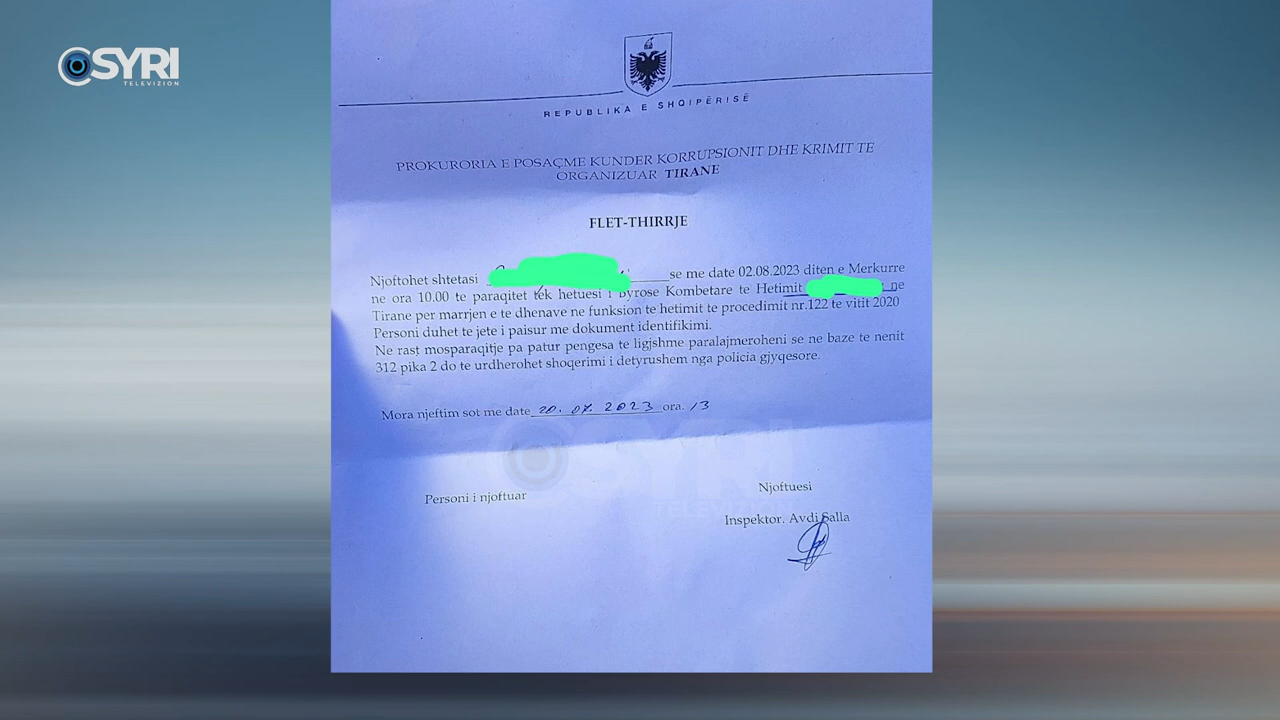 SYRI
TELEVIZION
REPUBLIKA E SHQIPËRISË
PROKURORIA E POSAÇME KUNDER KORRUPSIONIT DHE KRIMIT TE
ORGANIZUAR TIRANE
FLET-THIRRJE
Njoftohet shtetasi se me date 02.08.2023 diten e Merkurre
ne ora 10.00 te paraqitet tek hetuesi i Byrose Kombetare te Hetimit ne
Tirane per marrjen e te dhenave ne funksion te hetimit te procedimit nr.122 te vitit 2020
Personi duhet te jete i paisur me dokument identifikimi.
Ne rast mosparaqitje pa patur pengesa te ligjshme paralajmeroheni se ne baze te nenit
312 pika 2 do te urdherohet shoqerimi i detyrushem nga policia gjyqesore.
Mora njeftim sot me date 20.07.2023 ora. 13
SYRI
Personi i njoftuar
Njoftuesi
Inspektor. Avdi Salla